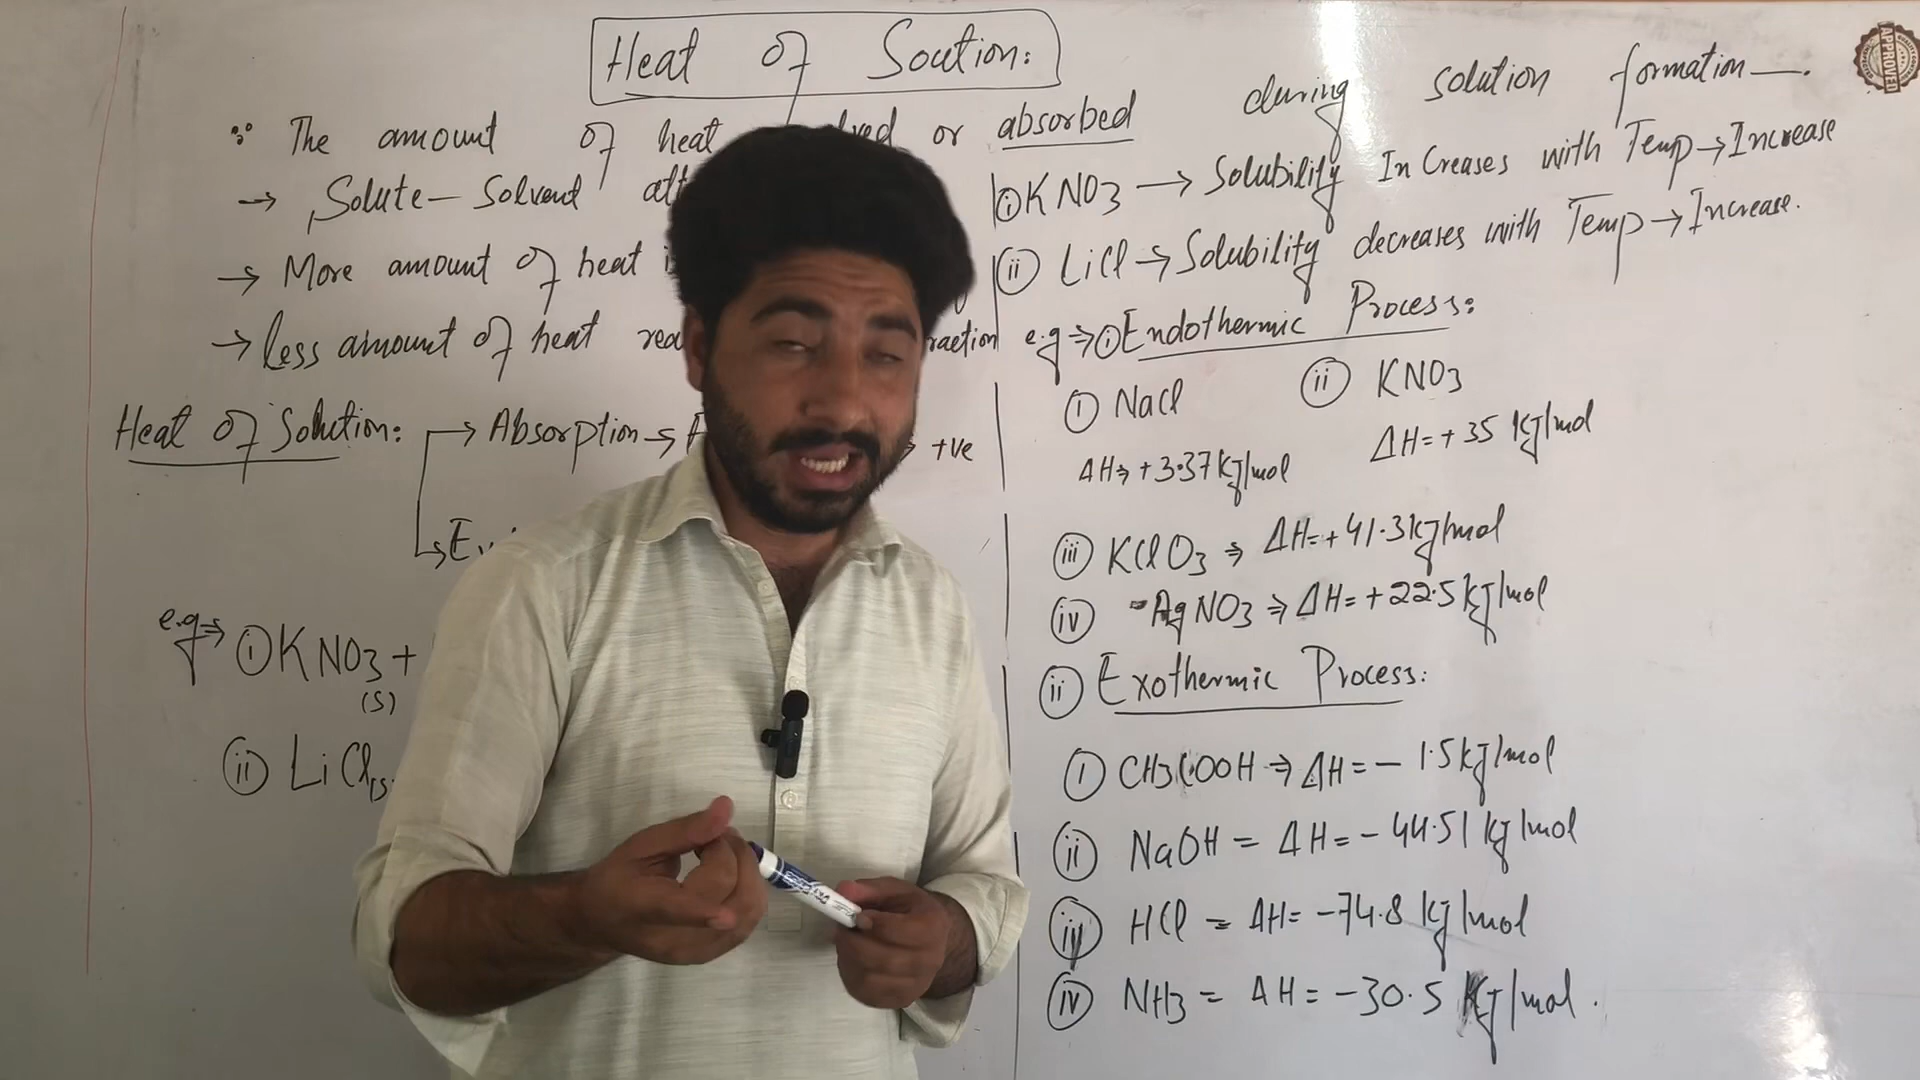 Heat of Soution:
∵ The amount of heat or absorbed during solution formation—.
→ Solute – Solvent
→ More amount of heat
→ less amount of heat
Heat Of Solution: → Absorption → +ve
e.g ⇒ (i) KNO3 +
(s)
(ii) LiCl(s)
(i) KNO3 → Solubility InCreases with Temp → Increase
(ii) LiCl → Solubility decreases with Temp → Increase.
e.g ⇒ (i) Endothermic Process:
(i) NaCl (ii) KNO3
ΔH ⇒ +3.37 KJ/mol ΔH = +35 KJ/mol
(iii) KClO3 ⇒ ΔH = +41.3 KJ/mol
(iv) AgNO3 ⇒ ΔH = +22.5 KJ/mol
(ii) Exothermic Process:
(i) CH3COOH ⇒ ΔH = – 1.5 KJ/mol
(ii) NaOH = ΔH = – 44.51 KJ/mol
(iii) HCl = ΔH = –74.8 KJ/mol
(iv) NH3 = ΔH = –30.5 KJ/mol.
APPROVED